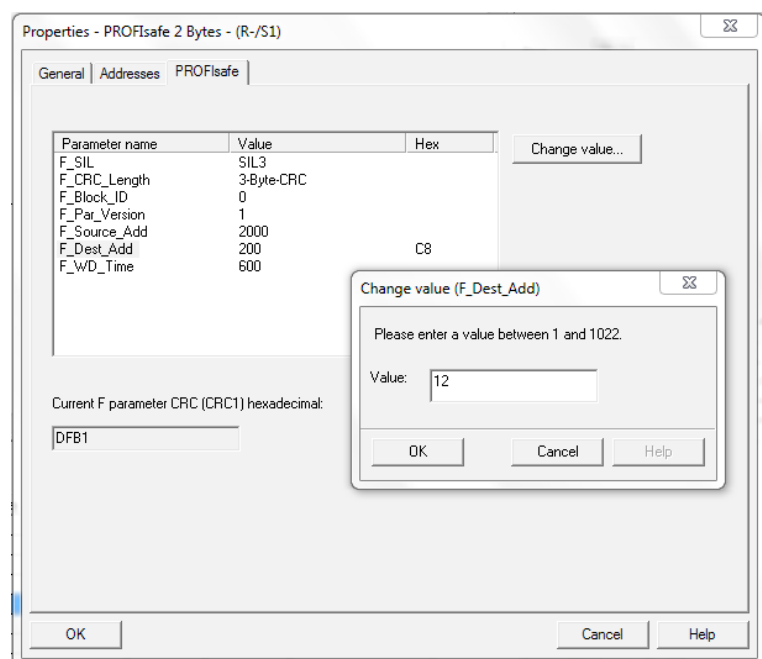 Properties - PROFIsafe 2 Bytes - (R-/S1)
General Addresses PROFIsafe
Parameter name Value Hex
F_SIL SIL3
F_CRC_Length 3-Byte-CRC
F_Block_ID 0
F_Par_Version 1
F_Source_Add 2000
F_Dest_Add 200 C8
F_WD_Time 600
Change value...
Change value (F_Dest_Add)
Please enter a value between 1 and 1022.
Value: 12
OK Cancel Help
Current F parameter CRC (CRC1) hexadecimal:
DFB1
OK Cancel Help